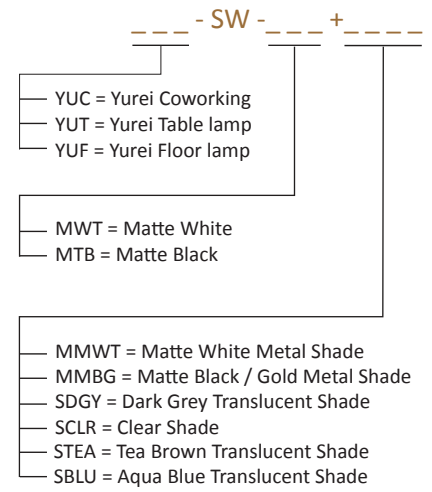 _ _ _ - SW - _ _ _ + _ _ _ _
YUC = Yurei Coworking
YUT = Yurei Table lamp
YUF = Yurei Floor lamp
MWT = Matte White
MTB = Matte Black
MMWT = Matte White Metal Shade
MMBG = Matte Black / Gold Metal Shade
SDGY = Dark Grey Translucent Shade
SCLR = Clear Shade
STEA = Tea Brown Translucent Shade
SBLU = Aqua Blue Translucent Shade